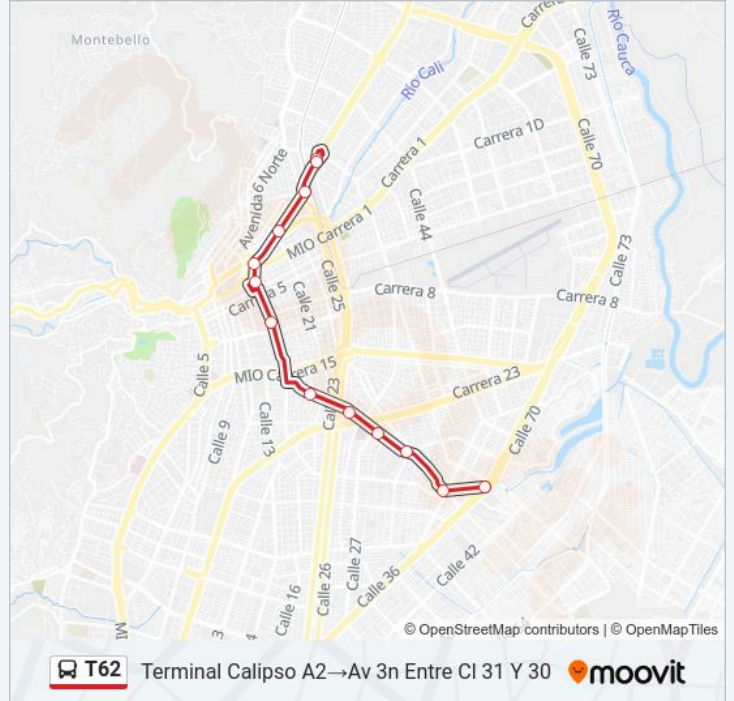 Carrera
Montebello
Río Cauca
Calle 73
Río Cali
Carrera 1D
Calle 70
Carrera 1
Avenida 6 Norte
Calle 44
MIO Carrera 1
Calle 73
Calle 25
Carrera 5
Calle 21
Carrera 8
Carrera 8
MIO Carrera 15
Calle 5
Carrera 23
Calle 23
Calle 9
Calle 13
Calle 70
Calle 27
Calle 42
Calle 36
Calle 26
Calle 16
MI
3
4
© OpenStreetMap contributors | © OpenMapTiles
T62 Terminal Calipso A2→Av 3n Entre Cl 31 Y 30 moovit